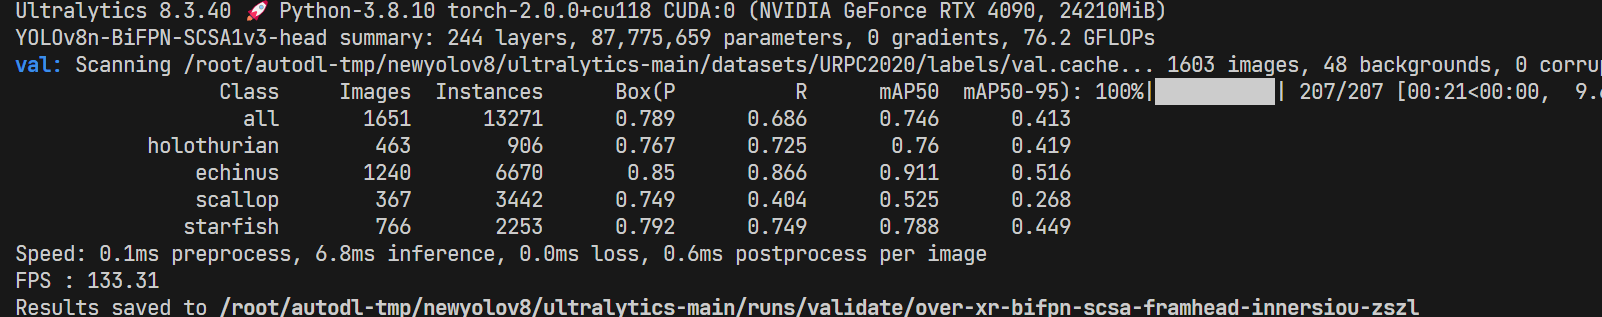 Ultralytics 8.3.40 🚀 Python-3.8.10 torch-2.0.0+cu118 CUDA:0 (NVIDIA GeForce RTX 4090, 24210MiB)
YOLOv8n-BiFPN-SCSA1v3-head summary: 244 layers, 87,775,659 parameters, 0 gradients, 76.2 GFLOPs
val: Scanning /root/autodl-tmp/newyolov8/ultralytics-main/datasets/URPC2020/labels/val.cache... 1603 images, 48 backgrounds, 0 corrup
Class Images Instances Box(P R mAP50 mAP50-95): 100%|██████████| 207/207 [00:21<00:00, 9.
all 1651 13271 0.789 0.686 0.746 0.413
holothurian 463 906 0.767 0.725 0.76 0.419
echinus 1240 6670 0.85 0.866 0.911 0.516
scallop 367 3442 0.749 0.404 0.525 0.268
starfish 766 2253 0.792 0.749 0.788 0.449
Speed: 0.1ms preprocess, 6.8ms inference, 0.0ms loss, 0.6ms postprocess per image
FPS : 133.31
Results saved to /root/autodl-tmp/newyolov8/ultralytics-main/runs/validate/over-xr-bifpn-scsa-framhead-innersiou-zszl